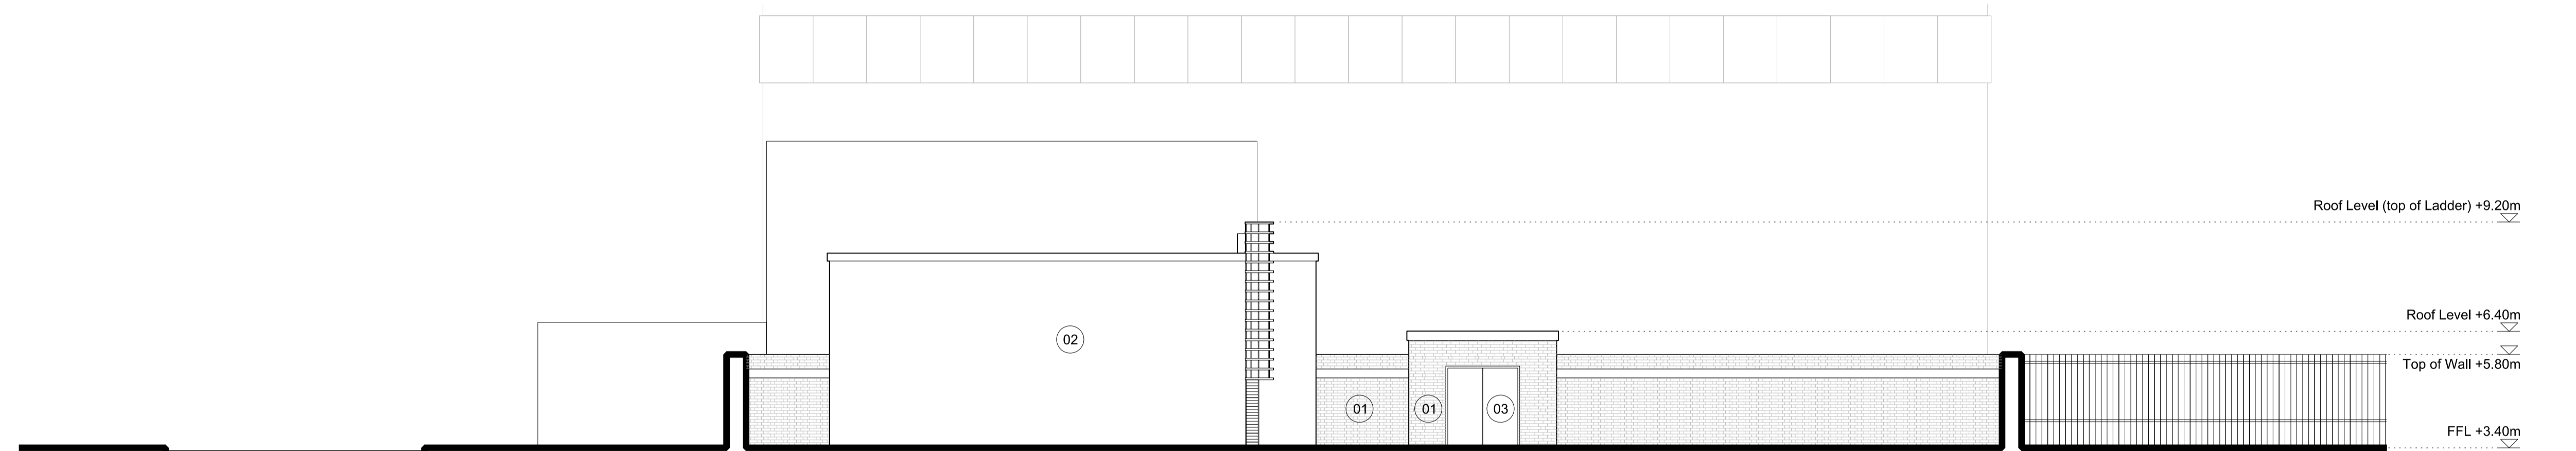 Roof Level (top of Ladder) +9.20m
Roof Level +6.40m
02
Top of Wall +5.80m
01
01
03
FFL +3.40m